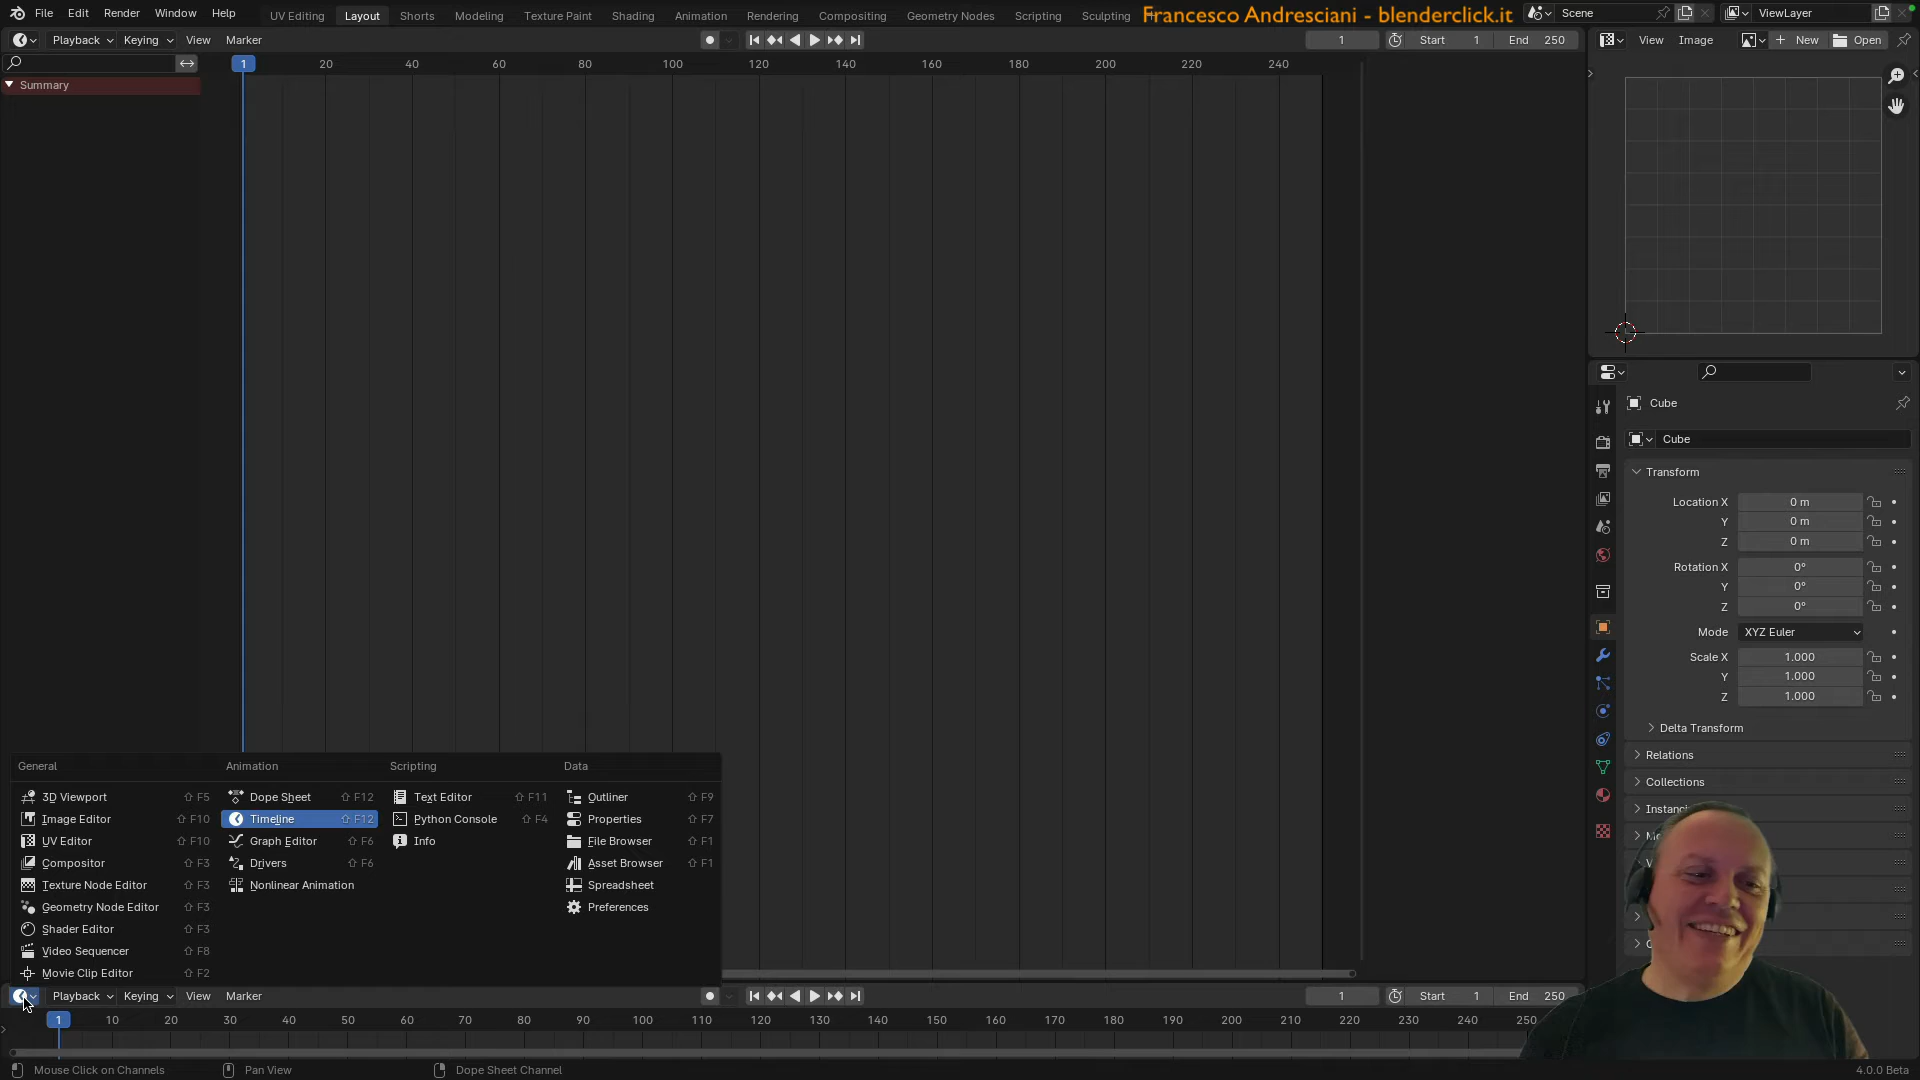 File Edit Render Window Help
UV Editing Layout Shorts Modeling Texture Paint Shading Animation Rendering Compositing Geometry Nodes Scripting Sculpting
Francesco Andresciani - blenderclick.it
Scene ViewLayer
Playback Keying View Marker
1 Start 1 End 250
View Image New Open
1 20 40 60 80 100 120 140 160 180 200 220 240
Summary
Cube
Cube
Transform
Location X 0 m
Y 0 m
Z 0 m
Rotation X 0°
Y 0°
Z 0°
Mode XYZ Euler
Scale X 1.000
Y 1.000
Z 1.000
Delta Transform
Relations
Collections
General
3D Viewport ⇧ F5
Image Editor ⇧ F10
UV Editor ⇧ F10
Compositor ⇧ F3
Texture Node Editor ⇧ F3
Geometry Node Editor ⇧ F3
Shader Editor ⇧ F3
Video Sequencer ⇧ F8
Movie Clip Editor ⇧ F2
Animation
Dope Sheet ⇧ F12
Timeline ⇧ F12
Graph Editor ⇧ F6
Drivers ⇧ F6
Nonlinear Animation
Scripting
Text Editor ⇧ F11
Python Console ⇧ F4
Info
Data
Outliner ⇧ F9
Properties ⇧ F7
File Browser ⇧ F1
Asset Browser ⇧ F1
Spreadsheet
Preferences
Playback Keying View Marker
1 Start 1 End 250
1 10 20 30 40 50 60 70 80 90 100 110 120 130 140 150 160 170 180 190 200 210 220 230 240 250
Mouse Click on Channels Pan View Dope Sheet Channel
4.0.0 Beta